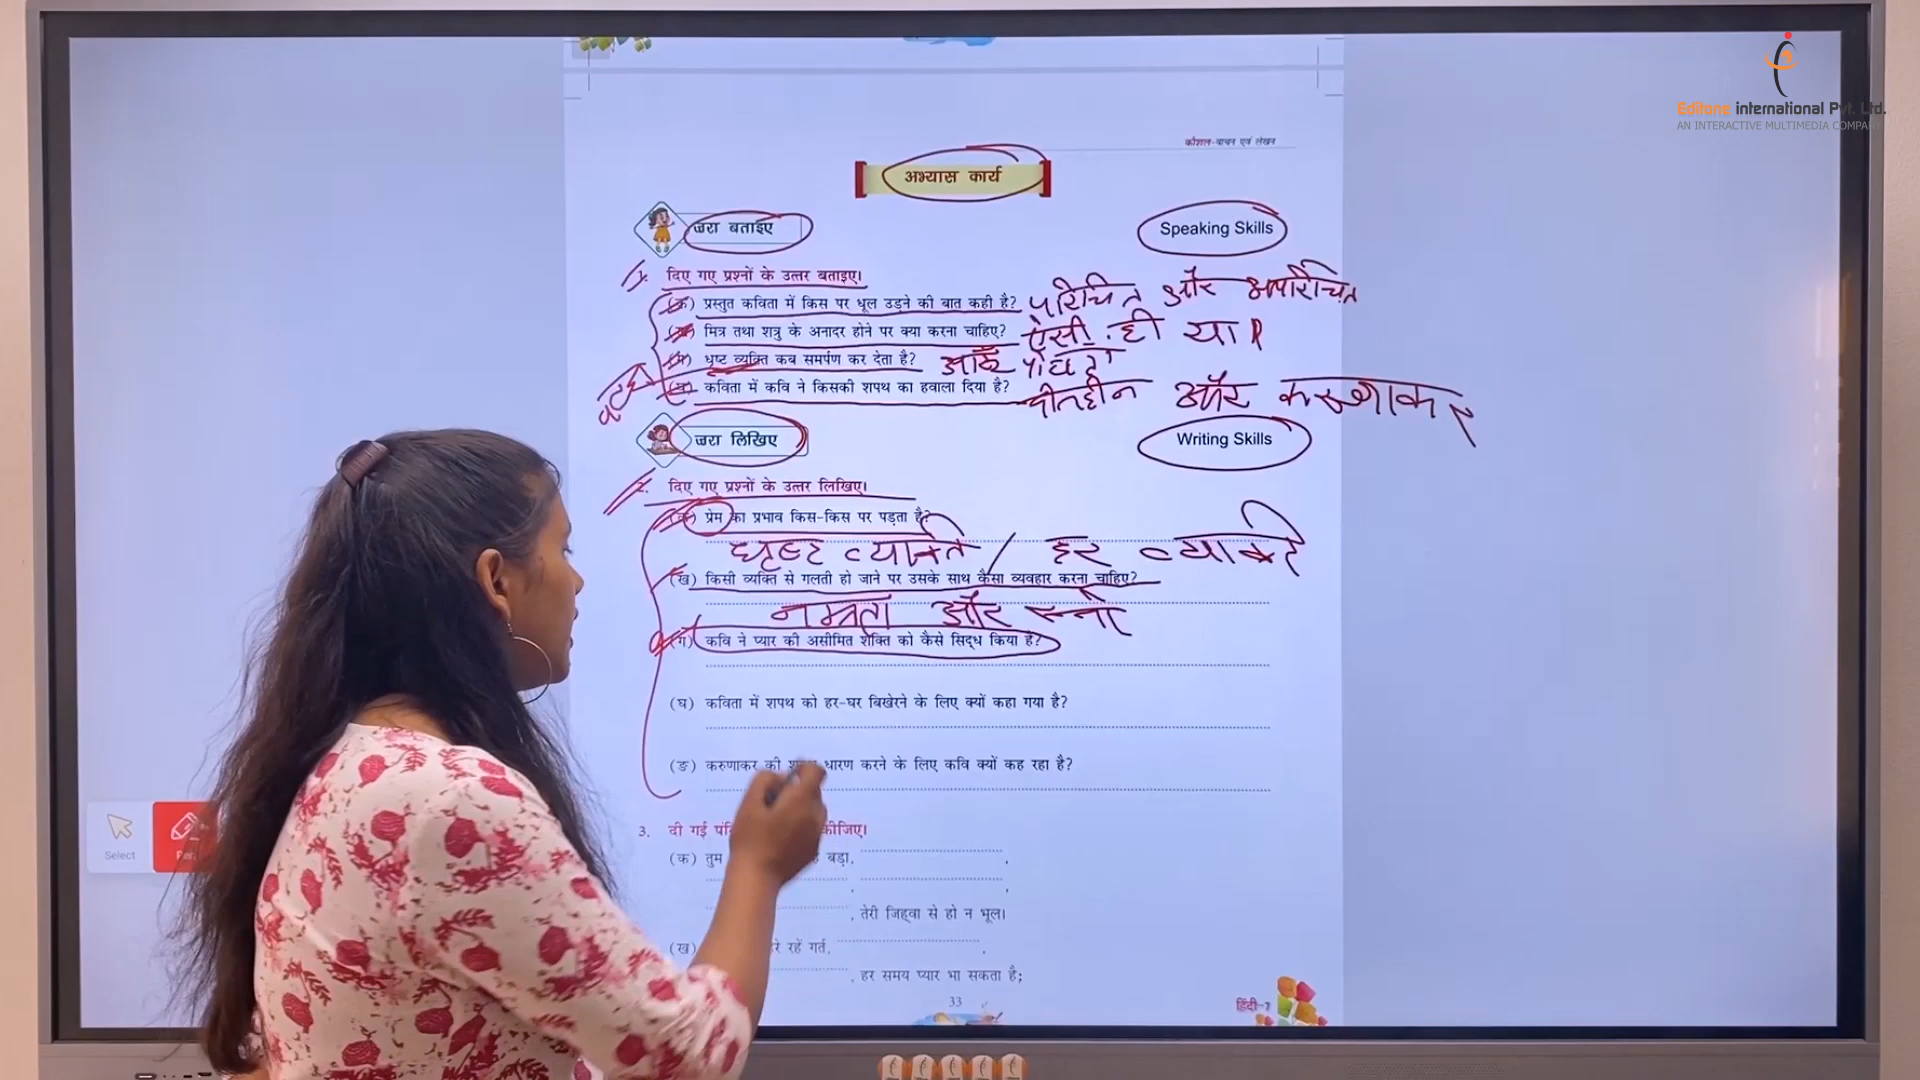 Editone international Pvt. Ltd.
AN INTERACTIVE MULTIMEDIA COMPANY
कौशल-वाचन एवं लेखन
अभ्यास कार्य
ज़रा बताइए
Speaking Skills
1. दिए गए प्रश्नों के उत्तर बताइए।
(क) प्रस्तुत कविता में किस पर धूल उड़ने की बात कही है? परिचित और अपरिचित
(ख) मित्र तथा शत्रु के अनादर होने पर क्या करना चाहिए? ऐसी ही
(ग) धृष्ट व्यक्ति कब समर्पण कर देता है?
(घ) कविता में कवि ने किसकी शपथ का हवाला दिया है? दीनहीन और करुणाकर
ज़रा लिखिए
Writing Skills
2. दिए गए प्रश्नों के उत्तर लिखिए।
(क) प्रेम का प्रभाव किस-किस पर पड़ता है?
धृष्ट व्यक्ति / हर व्यक्ति
(ख) किसी व्यक्ति से गलती हो जाने पर उसके साथ कैसा व्यवहार करना चाहिए?
नम्रता और
(ग) कवि ने प्यार की असीमित शक्ति को कैसे सिद्ध किया है?
(घ) कविता में शपथ को हर-घर बिखेरने के लिए क्यों कहा गया है?
(ङ) करुणाकर की धारण करने के लिए कवि क्यों कह रहा है?
3. दी गई कीजिए।
(क) तुम बड़ा,
, तेरी जिह्वा से हो न भूल।
(ख) रहें गर्त,
, हर समय प्यार भा सकता है;
33
हिंदी-7
Select